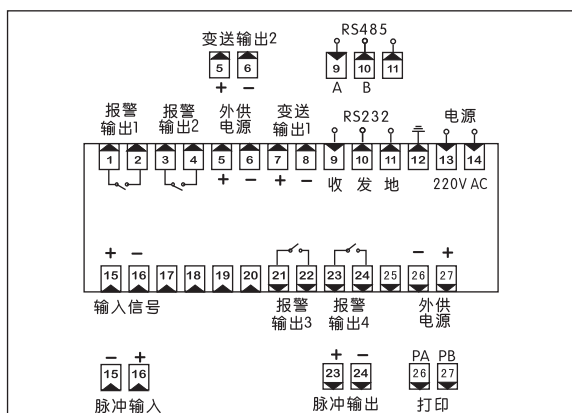 变送输出2 RS485
5 6 9 10 11
+ − A B
报警 报警 外供 变送 RS232 电源
输出1 输出2 电源 输出1
1 2 3 4 5 6 7 8 9 10 11 12 13 14
+ − + − 收 发 地 220V AC
+ − − +
15 16 17 18 19 20 21 22 23 24 25 26 27
输入信号 报警 报警 外供
输出3 输出4 电源
− + + − PA PB
15 16 23 24 26 27
脉冲输入 脉冲输出 打印